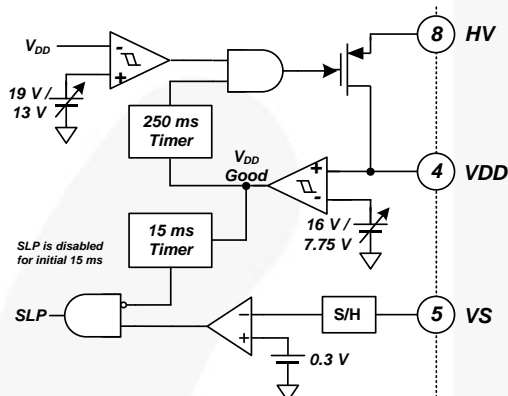 8 HV
VDD
-
+
19 V /
13 V
250 ms
Timer
VDD
Good
+
-
4 VDD
16 V /
7.75 V
15 ms
Timer
SLP is disabled
for initial 15 ms
SLP
-
+
S/H
5 VS
0.3 V